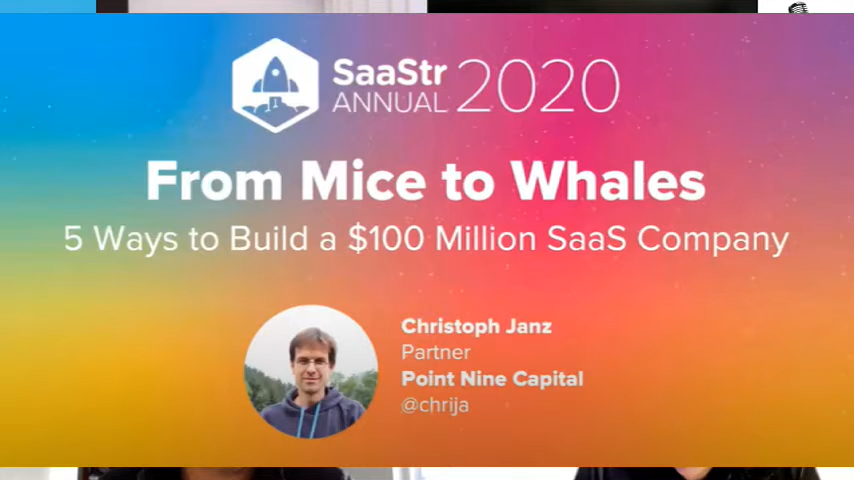 SaaStr
ANNUAL 2020
From Mice to Whales
5 Ways to Build a $100 Million SaaS Company
Christoph Janz
Partner
Point Nine Capital
@chrija